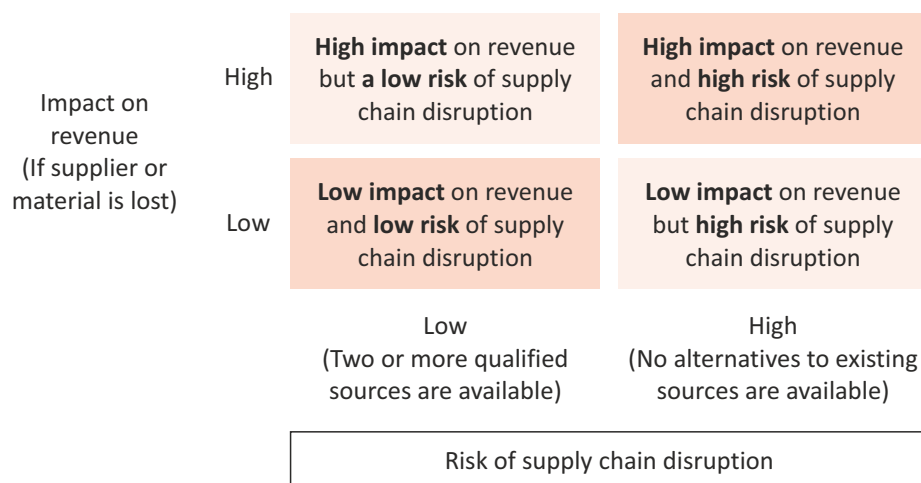 Impact on
revenue
(If supplier or
material is lost)
High
High impact on revenue
but a low risk of supply
chain disruption
High impact on revenue
and high risk of supply
chain disruption
Low
Low impact on revenue
and low risk of supply
chain disruption
Low impact on revenue
but high risk of supply
chain disruption
Low
(Two or more qualified
sources are available)
High
(No alternatives to existing
sources are available)
Risk of supply chain disruption